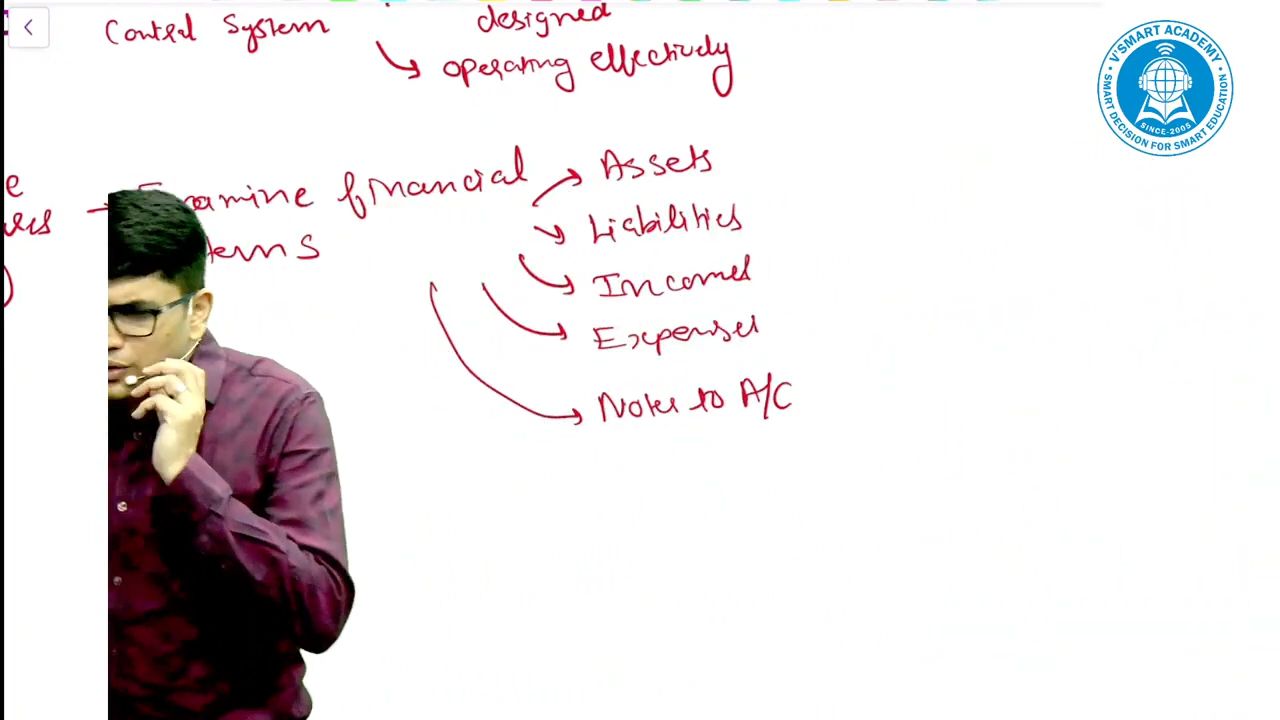 designed
Control System
operating effectively
Assets
Examine financial
Liabilities
Incomes
Expenses
Notes to A/C
V'SMART ACADEMY
SINCE-2005
SMART DECISION FOR SMART EDUCATION